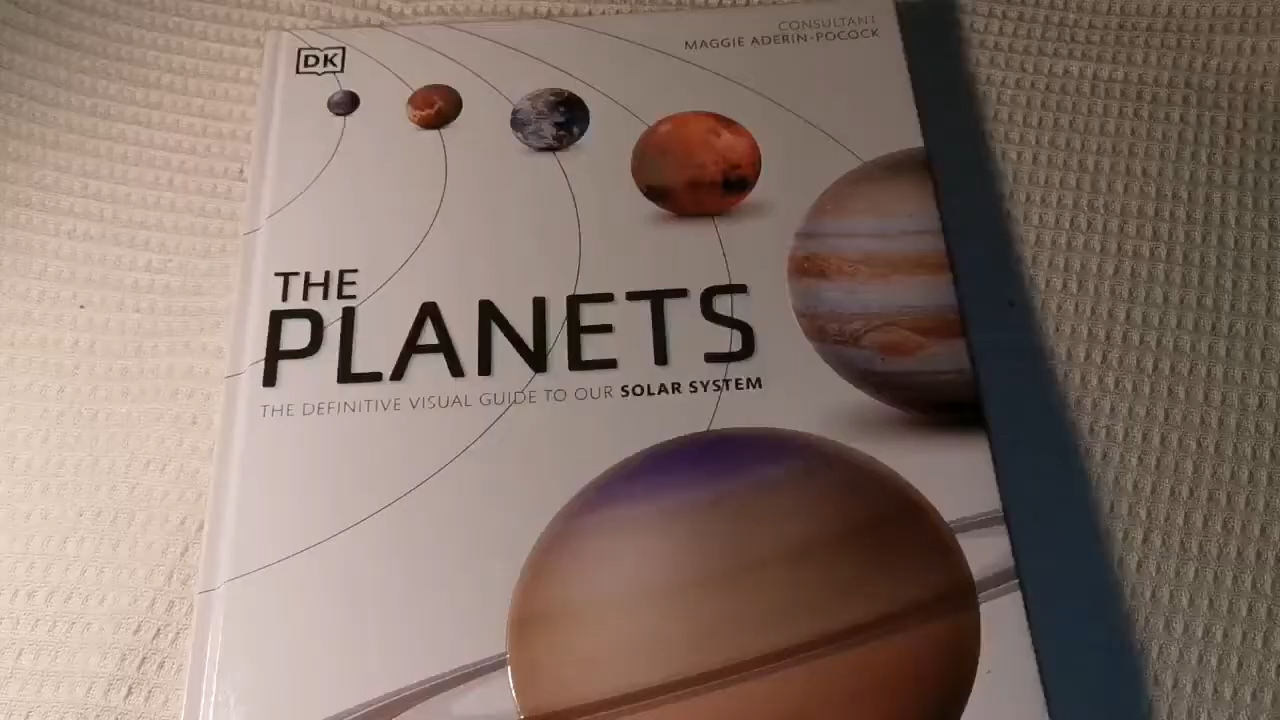 DK
CONSULTANT
MAGGIE ADERIN-POCOCK
THE
PLANETS
THE DEFINITIVE VISUAL GUIDE TO OUR SOLAR SYSTEM